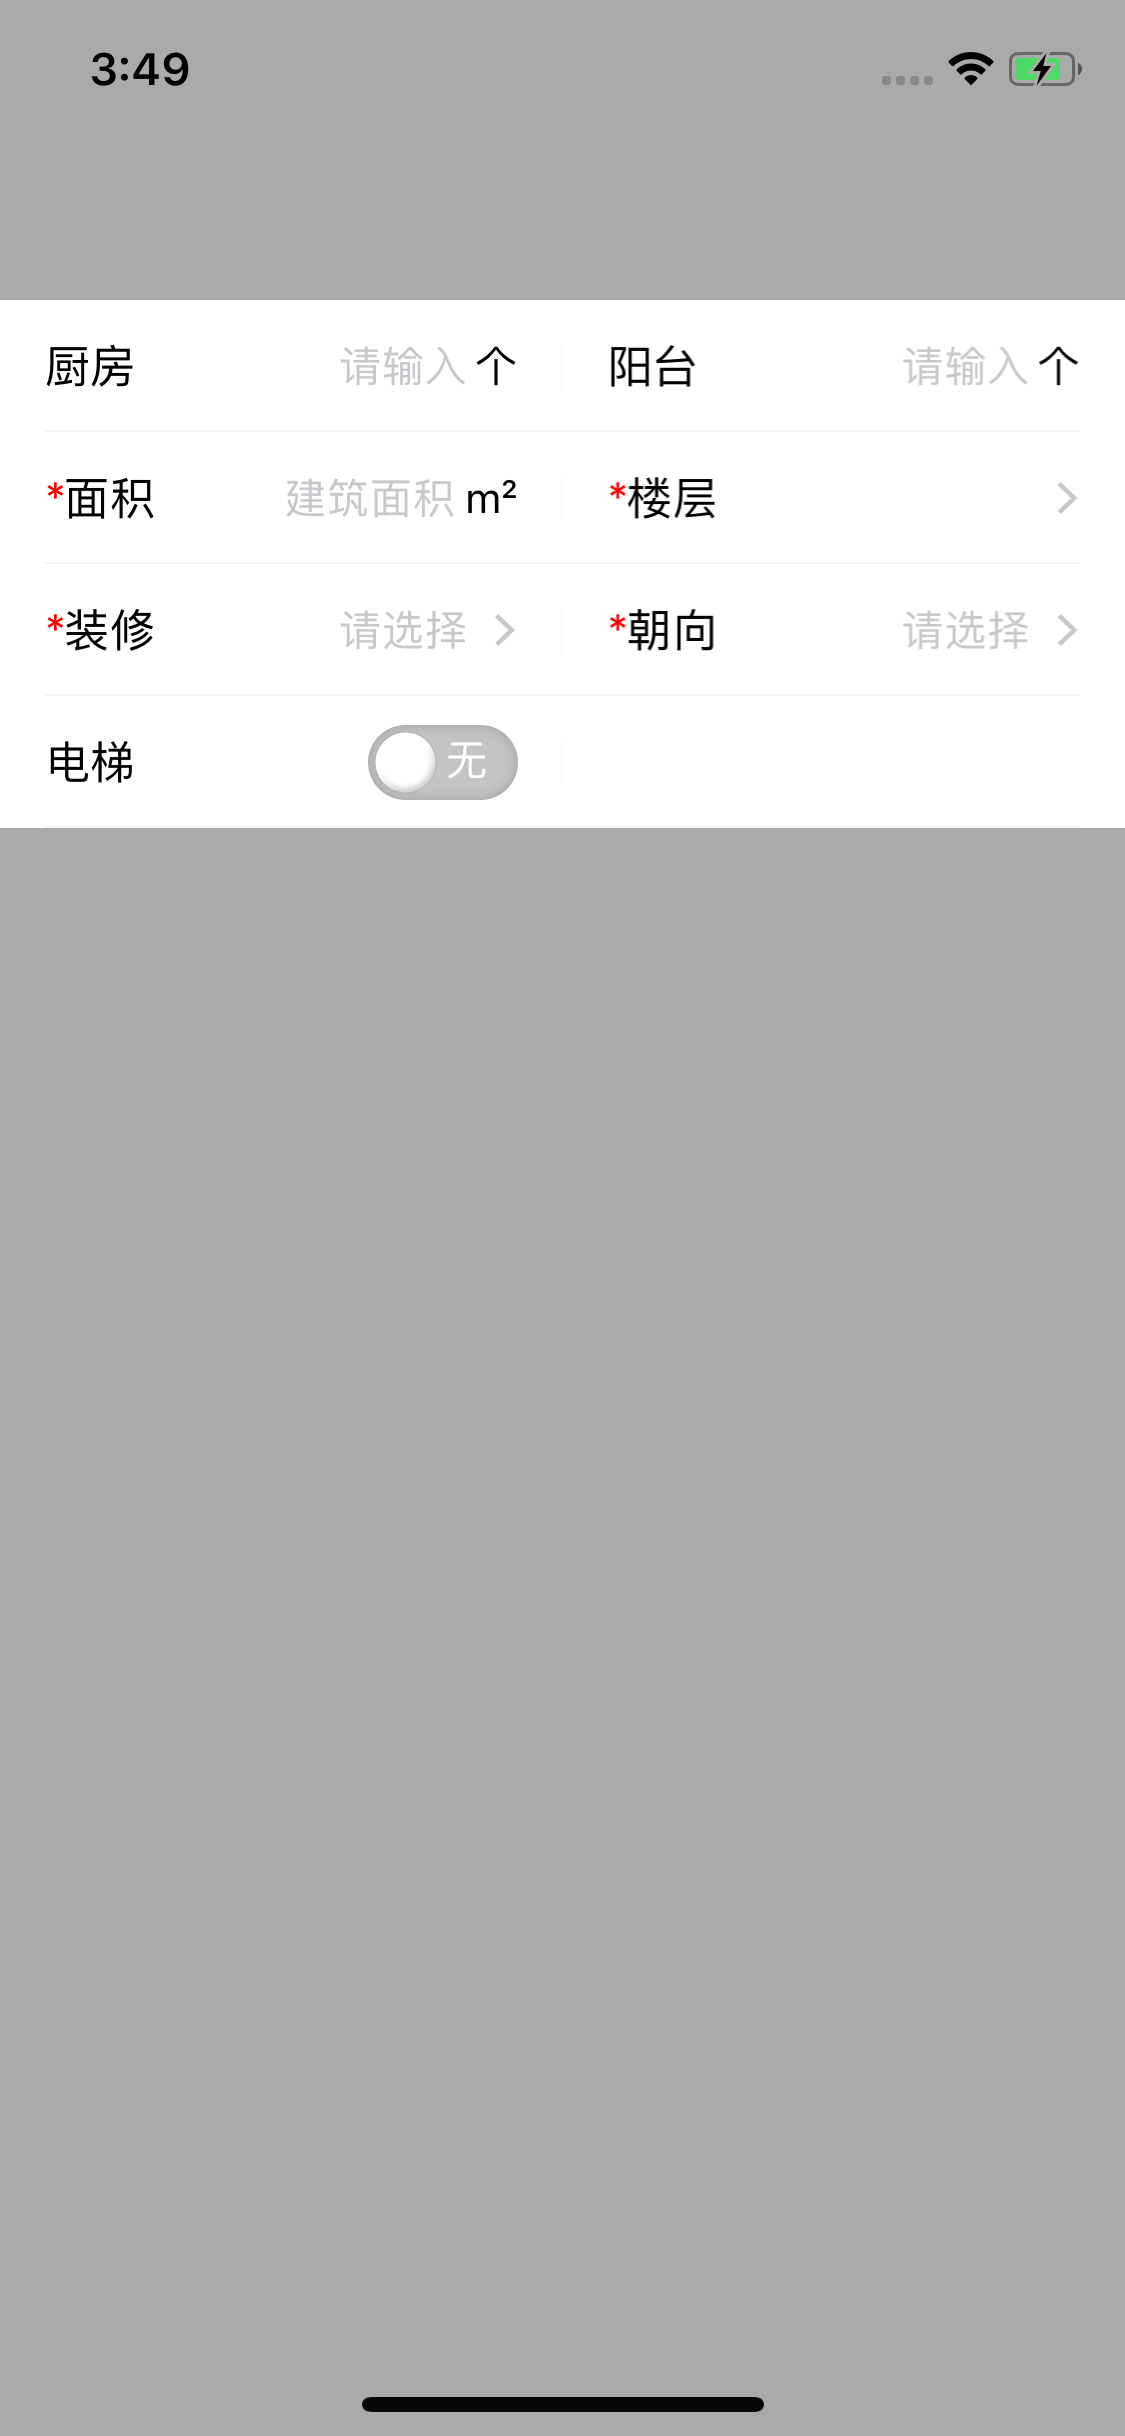 3:49
厨房 请输入 个 阳台 请输入 个
*面积 建筑面积 m² *楼层
*装修 请选择 *朝向 请选择
电梯 无